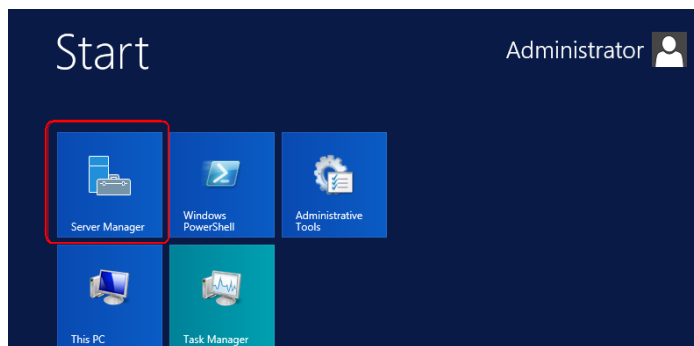 Start
Administrator
Server Manager
Windows
PowerShell
Administrative
Tools
This PC
Task Manager